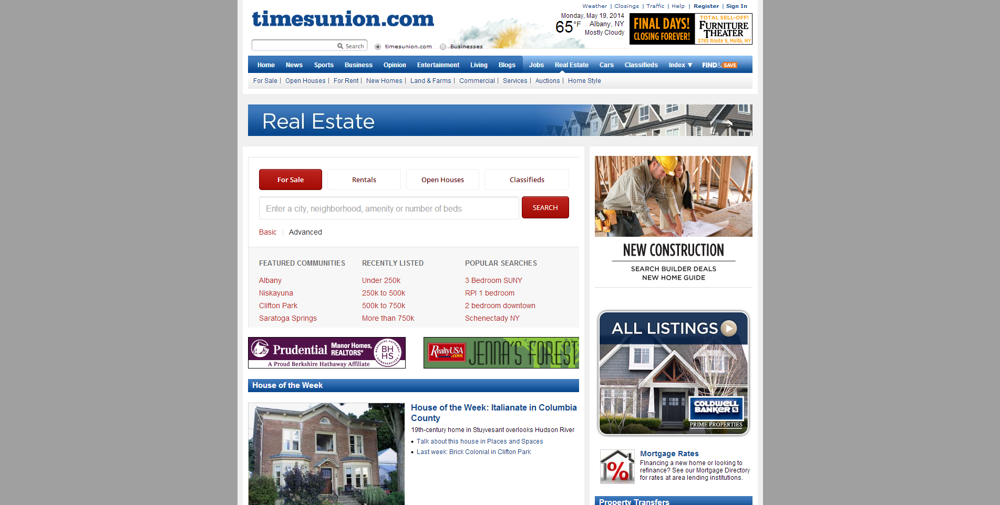 Weather | Closings | Traffic | Help | Register | Sign In
timesunion.com
Monday, May 19, 2014
65°F Albany, NY
Mostly Cloudy
FINAL DAYS!
CLOSING FOREVER!
TOTAL SELL-OFF!
FURNITURE
THEATER
2785 Route 9, Malta, NY
Search timesunion.com Businesses
Home News Sports Business Opinion Entertainment Living Blogs Jobs Real Estate Cars Classifieds Index ▼ FIND&SAVE
For Sale | Open Houses | For Rent | New Homes | Land & Farms | Commercial | Services | Auctions | Home Style
Real Estate
For Sale Rentals Open Houses Classifieds
Enter a city, neighborhood, amenity or number of beds SEARCH
Basic | Advanced
FEATURED COMMUNITIES RECENTLY LISTED POPULAR SEARCHES
Albany Under 250k 3 Bedroom SUNY
Niskayuna 250k to 500k RPI 1 bedroom
Clifton Park 500k to 750k 2 bedroom downtown
Saratoga Springs More than 750k Schenectady NY
Prudential Manor Homes, REALTORS®
A Proud Berkshire Hathaway Affiliate
BERKSHIRE HATHAWAY
BH
HS
HOMESERVICES
RealtyUSA
.com
JENNA'S FOREST
House of the Week
House of the Week: Italianate in Columbia
County
19th-century home in Stuyvesant overlooks Hudson River
• Talk about this house in Places and Spaces
• Last week: Brick Colonial in Clifton Park
NEW CONSTRUCTION
SEARCH BUILDER DEALS
NEW HOME GUIDE
ALL LISTINGS
COLDWELL
BANKER
PRIME PROPERTIES
%
Mortgage Rates
FInancing a new home or looking to
refinance? See our Mortgage Directory
for rates at area lending institutions.
Property Transfers